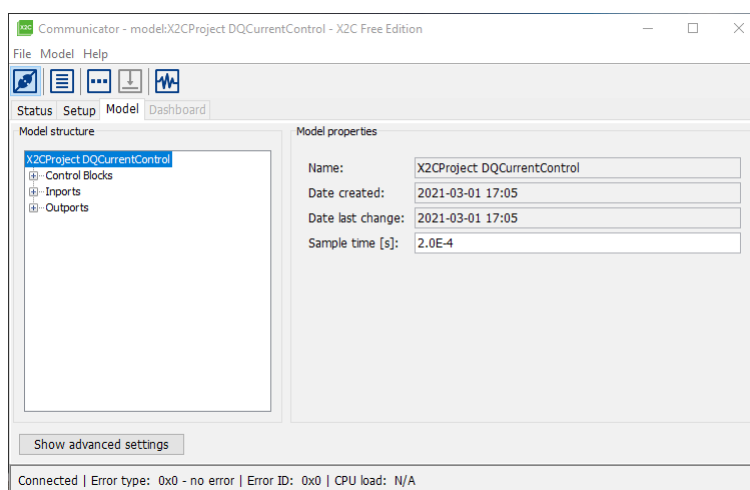 X2C Communicator - model:X2CProject DQCurrentControl - X2C Free Edition
File Model Help
Status Setup Model Dashboard
Model structure
X2CProject DQCurrentControl
Control Blocks
Inports
Outports
Model properties
Name: X2CProject DQCurrentControl
Date created: 2021-03-01 17:05
Date last change: 2021-03-01 17:05
Sample time [s]: 2.0E-4
Show advanced settings
Connected | Error type: 0x0 - no error | Error ID: 0x0 | CPU load: N/A